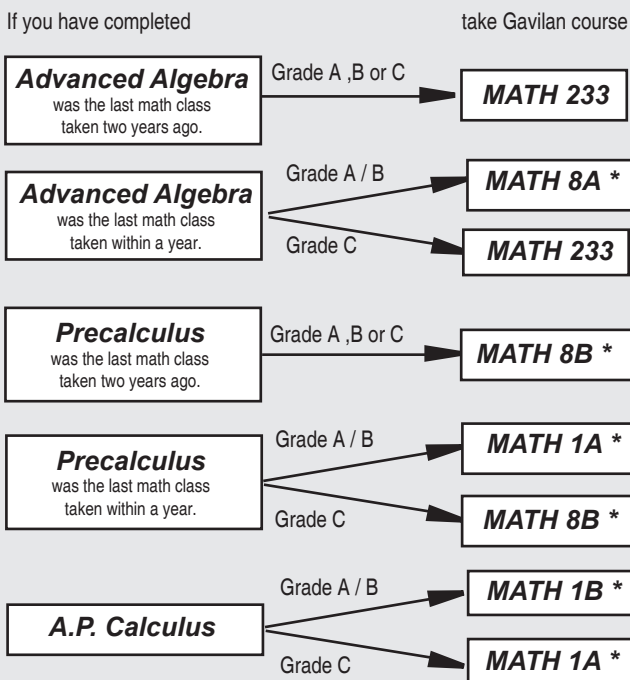 If you have completed take Gavilan course
Advanced Algebra
was the last math class
taken two years ago.
Grade A ,B or C
MATH 233
Advanced Algebra
was the last math class
taken within a year.
Grade A / B
MATH 8A *
Grade C
MATH 233
Precalculus
was the last math class
taken two years ago.
Grade A ,B or C
MATH 8B *
Precalculus
was the last math class
taken within a year.
Grade A / B
MATH 1A *
Grade C
MATH 8B *
A.P. Calculus
Grade A / B
MATH 1B *
Grade C
MATH 1A *